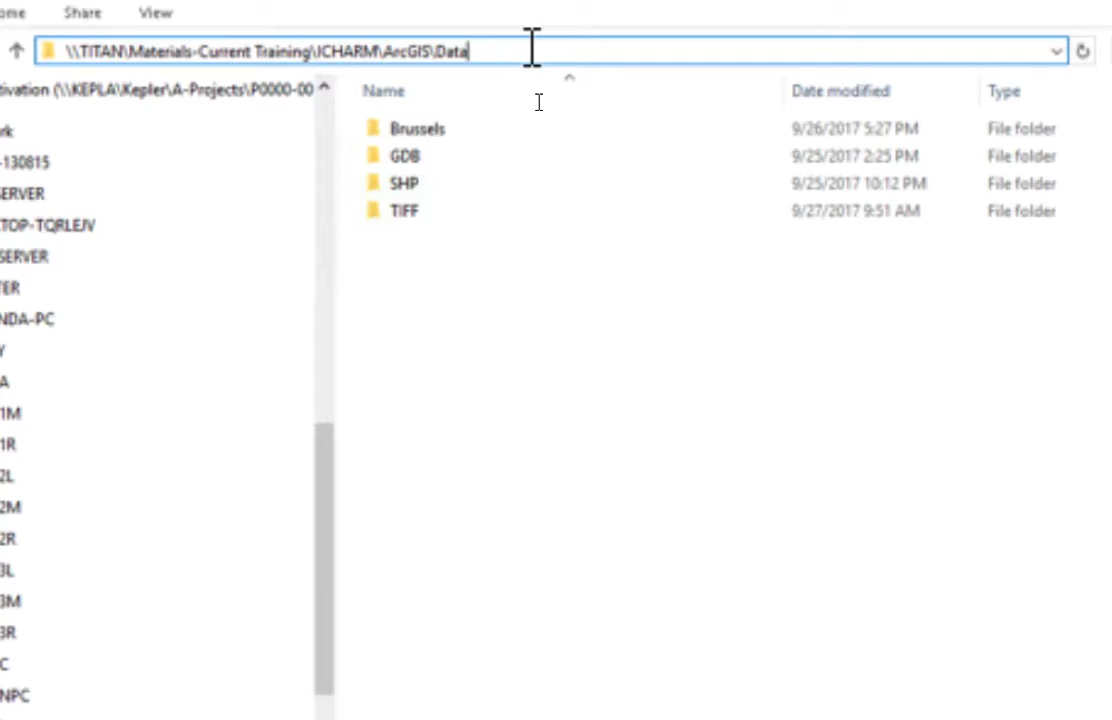 ome Share View
\\TITAN\Materials-Current Training\ICHARM\ArcGIS\Data
tivation (\\KEPLA\Kepler\A-Projects\P0000-00
Name Date modified Type
Brussels 9/26/2017 5:27 PM File folder
GDB 9/25/2017 2:25 PM File folder
SHP 9/25/2017 10:12 PM File folder
TIFF 9/27/2017 9:51 AM File folder
rk
-130815
SERVER
TOP-TQRLEJV
SERVER
TER
NDA-PC
Y
A
1M
1R
2L
2M
2R
3L
3M
3R
C
NPC